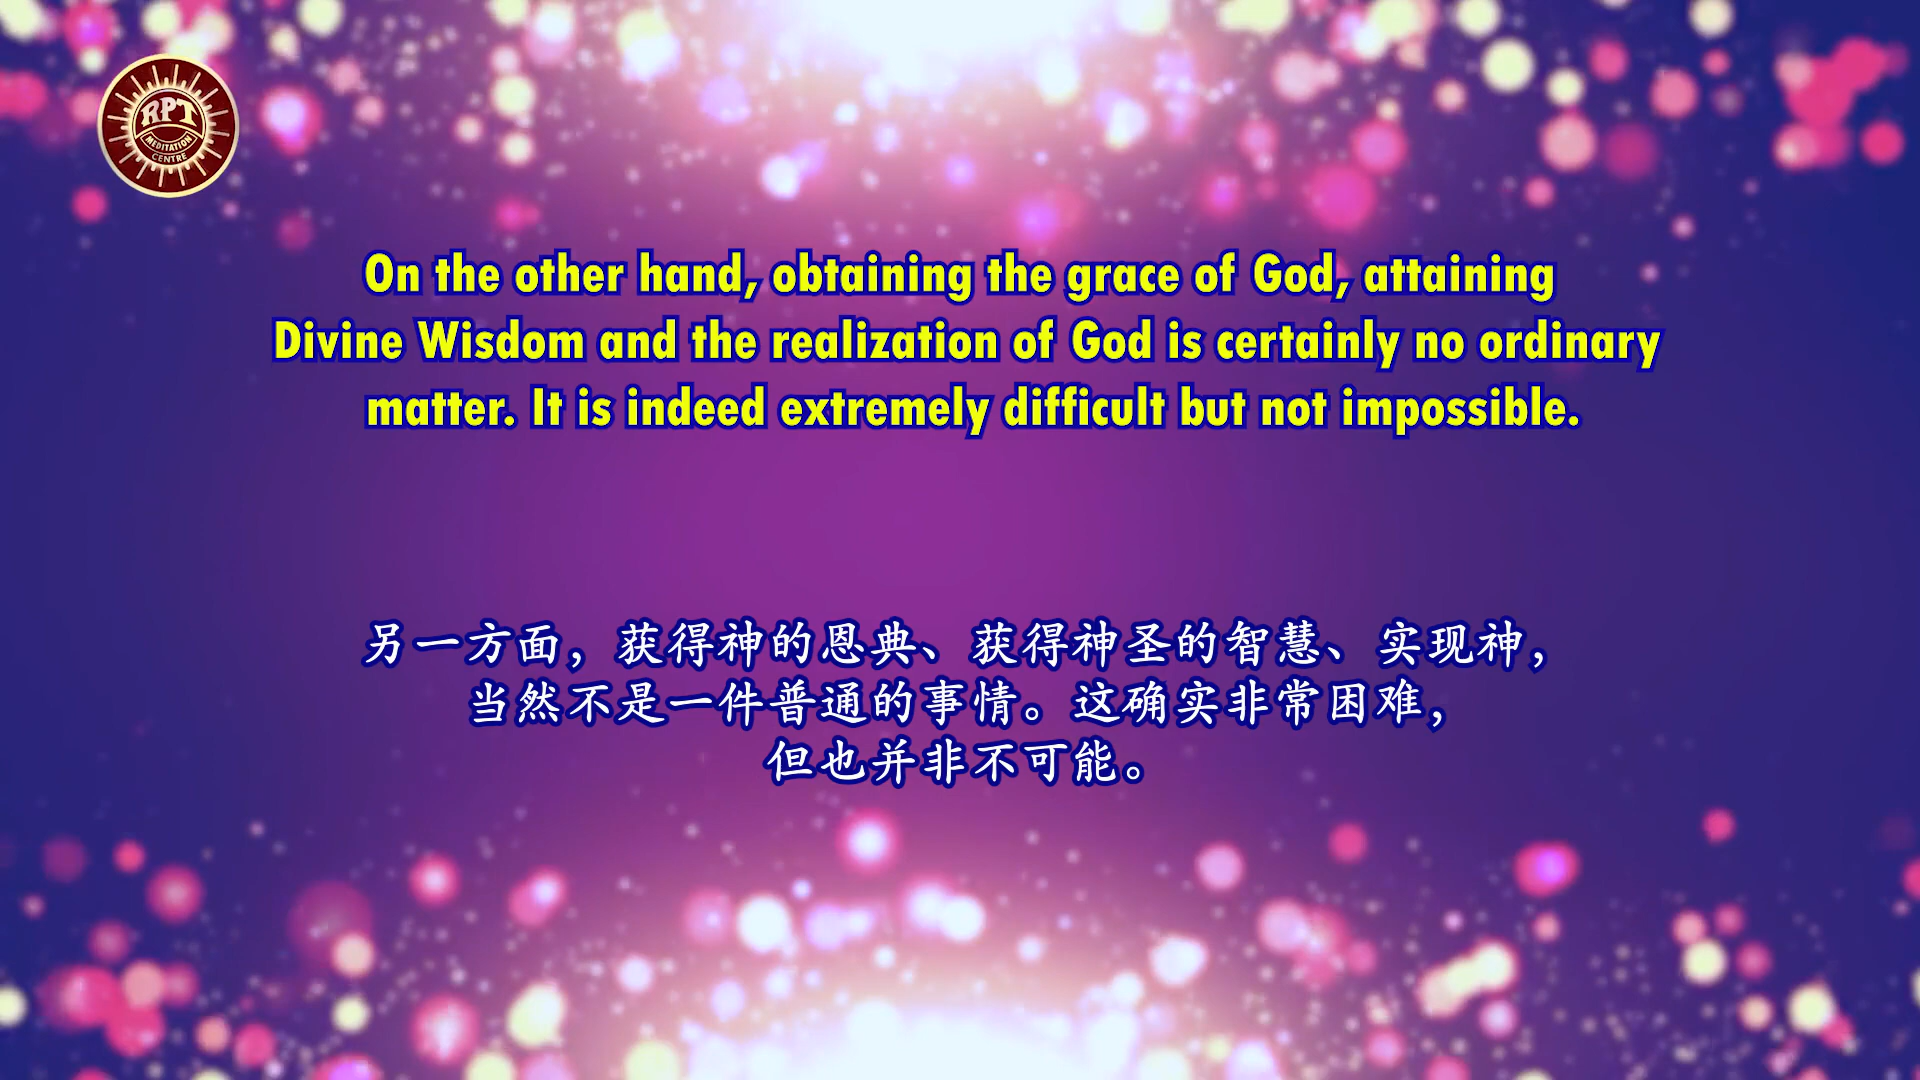 RPT
MEDITATION
CENTRE
On the other hand, obtaining the grace of God, attaining
Divine Wisdom and the realization of God is certainly no ordinary
matter. It is indeed extremely difficult but not impossible.
另一方面，获得神的恩典、获得神圣的智慧、实现神，
当然不是一件普通的事情。这确实非常困难，
但也并非不可能。